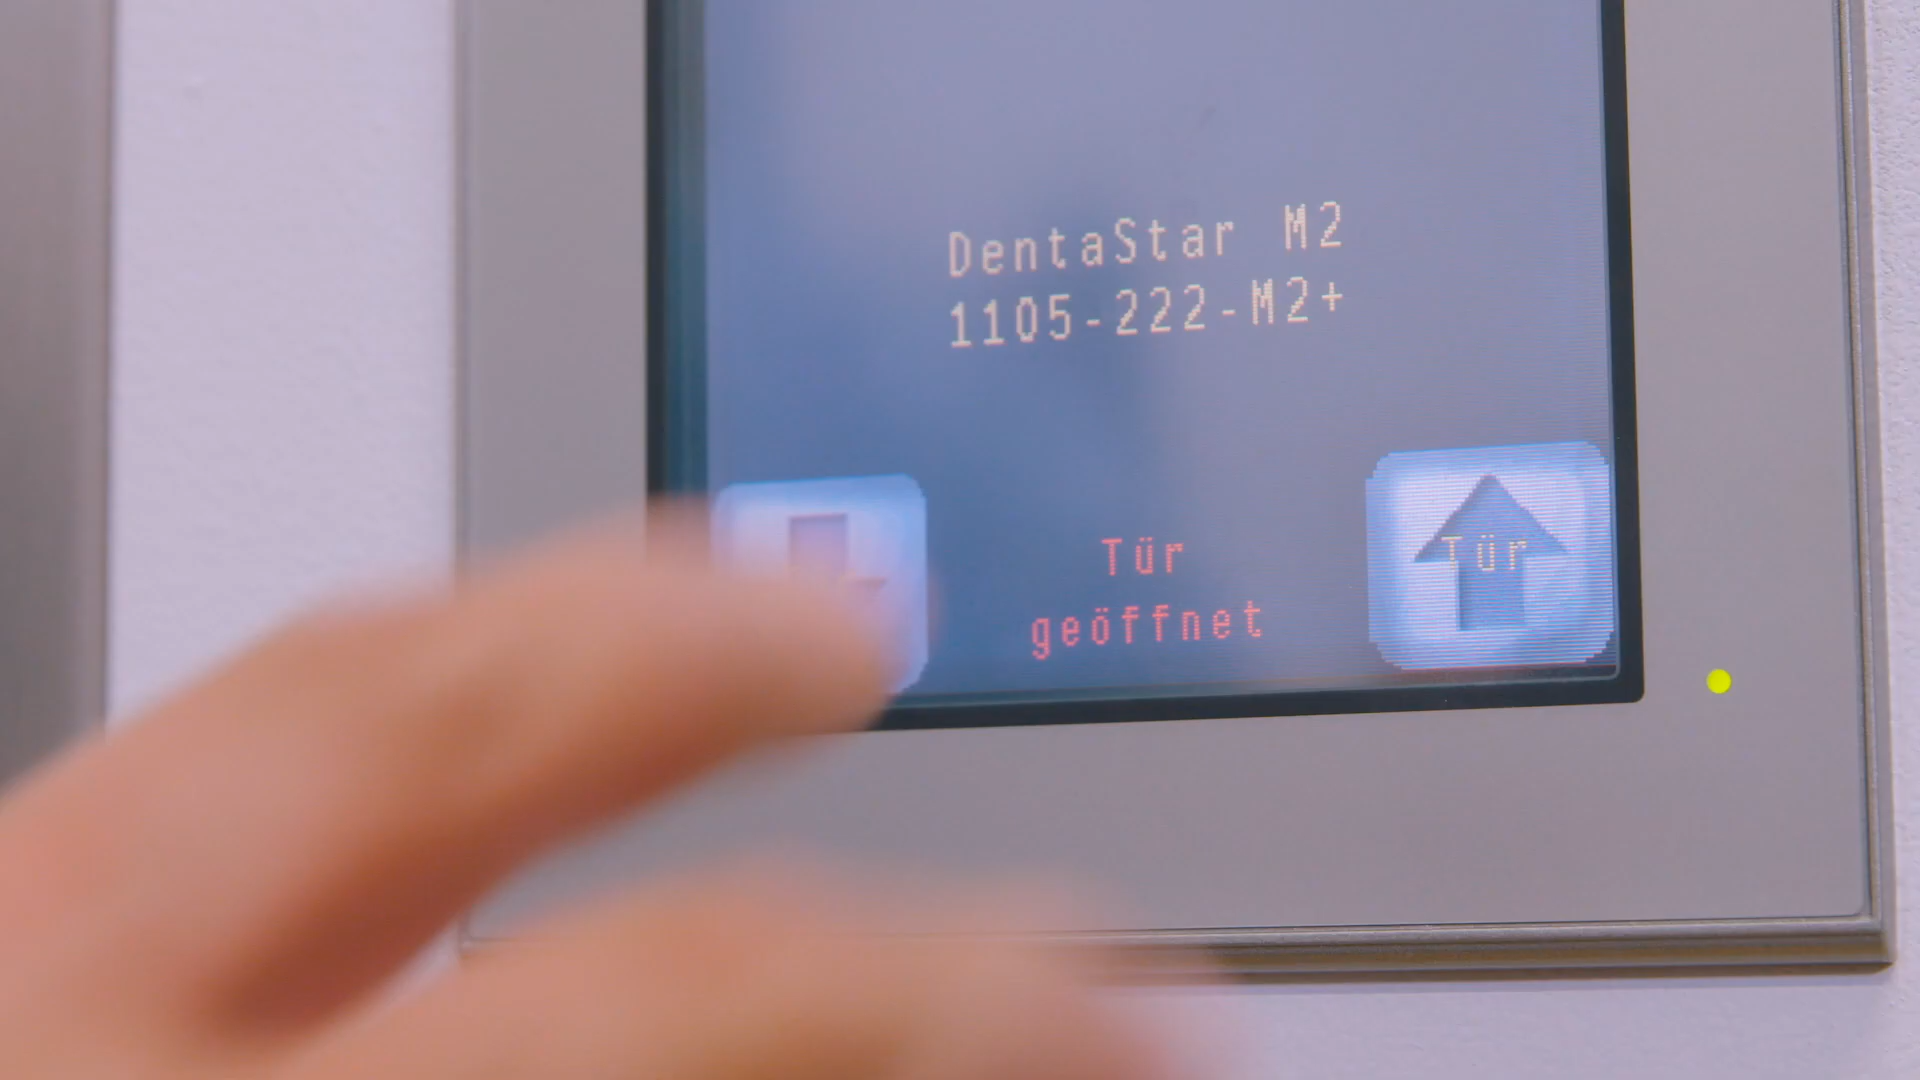 DentaStar M2
1105-222-M2+
Tür
geöffnet
Tür